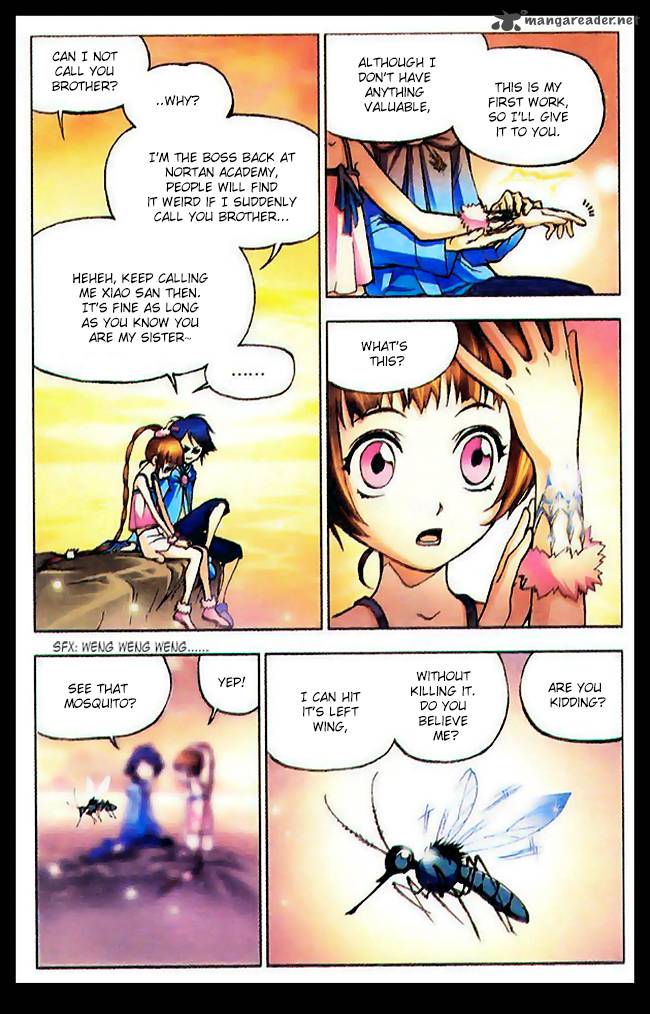 mangareader.net
CAN I NOT
CALL YOU
BROTHER?
..WHY?
I'M THE BOSS BACK AT
NORTAN ACADEMY,
PEOPLE WILL FIND
IT WEIRD IF I SUDDENLY
CALL YOU BROTHER...
HEHEH, KEEP CALLING
ME XIAO SAN THEN.
IT'S FINE AS LONG
AS YOU KNOW YOU
ARE MY SISTER~
......
ALTHOUGH I
DON'T HAVE
ANYTHING
VALUABLE,
THIS IS MY
FIRST WORK,
SO I'LL GIVE
IT TO YOU.
WHAT'S
THIS?
SFX: WENG WENG WENG......
SEE THAT
MOSQUITO?
YEP!
I CAN HIT
IT'S LEFT
WING,
WITHOUT
KILLING IT.
DO YOU
BELIEVE
ME?
ARE YOU
KIDDING?